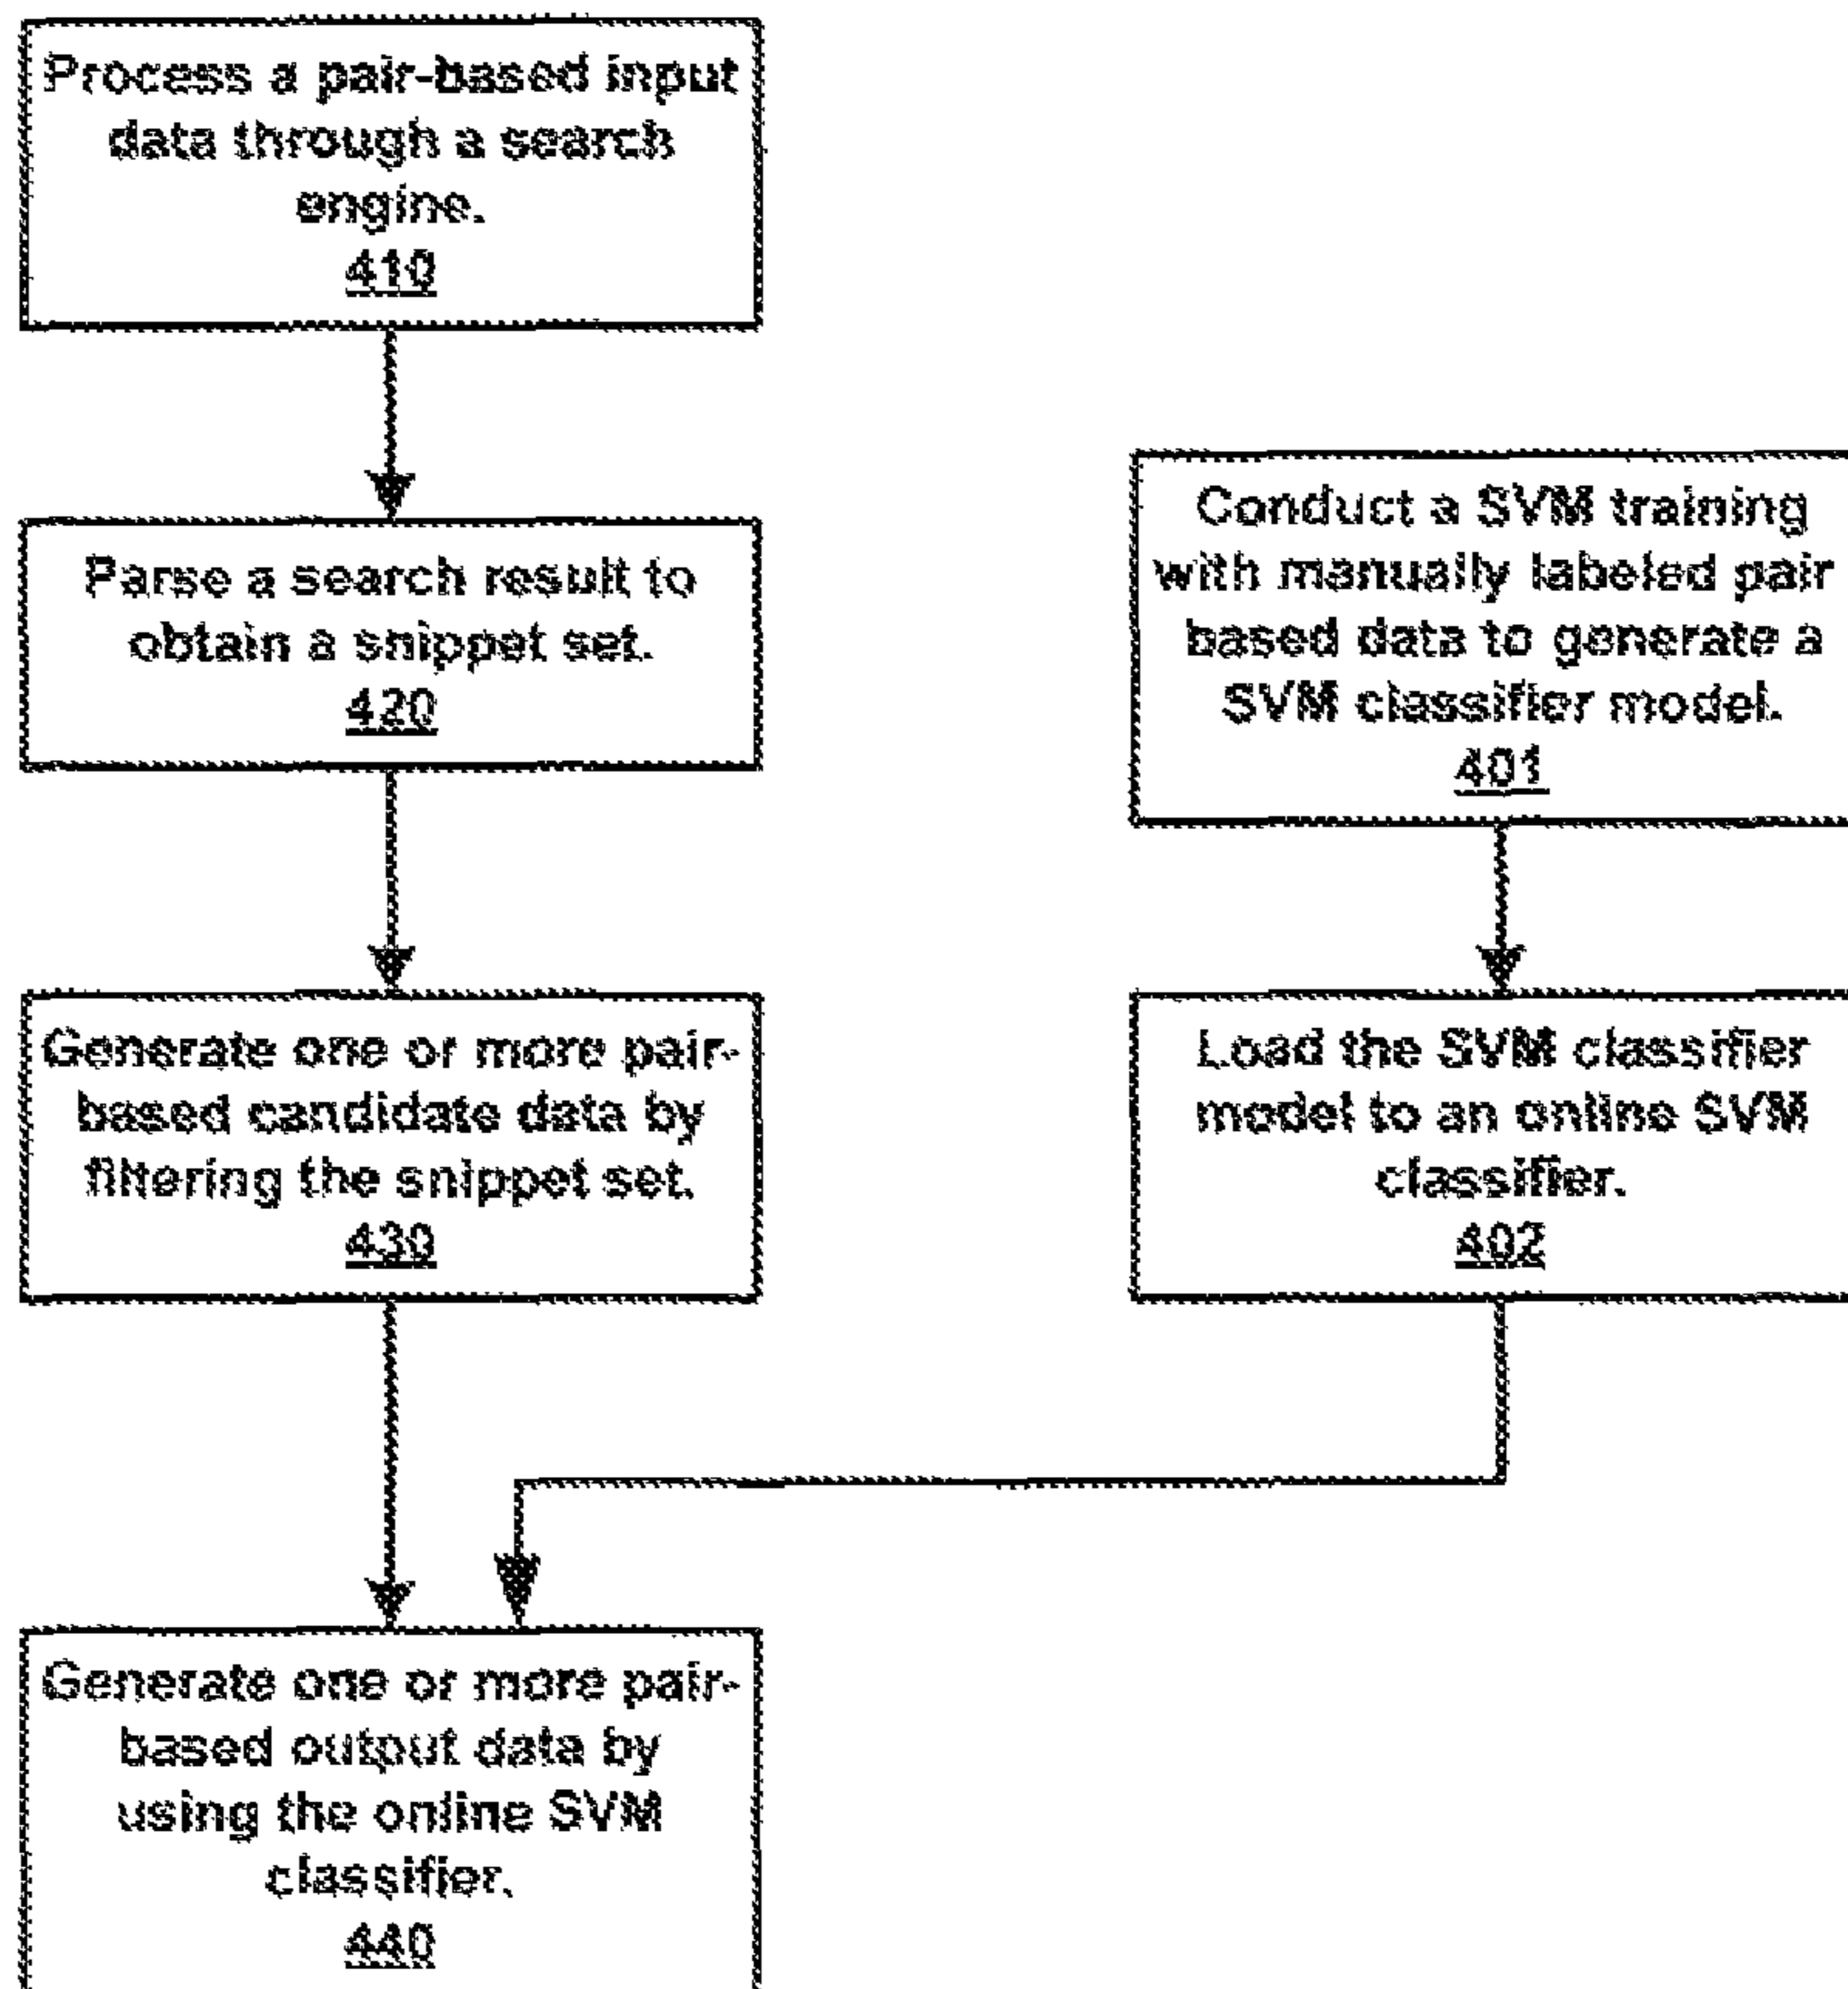 Process a pair-based input
data through a search
engine.
410
Parse a search result to
obtain a snippet set.
420
Generate one or more pair-
based candidate data by
filtering the snippet set.
430
Conduct a SVM training
with manually labeled pair
based data to generate a
SVM classifier model.
401
Load the SVM classifier
model to an online SVM
classifier.
402
Generate one or more pair-
based output data by
using the online SVM
classifier.
440